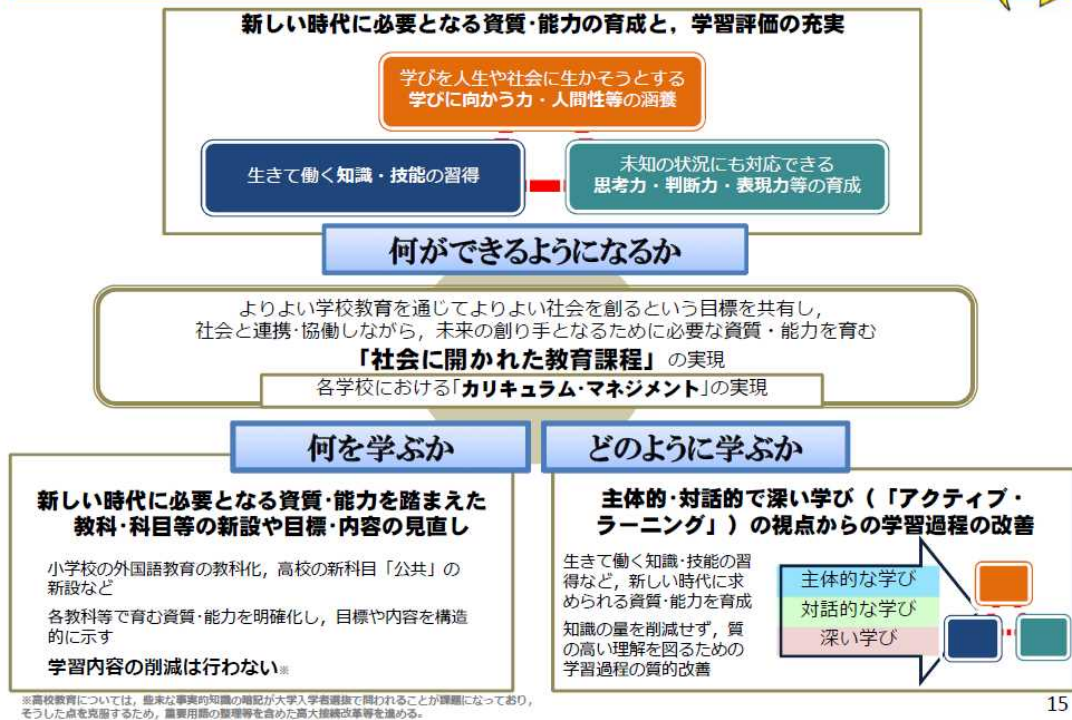 新しい時代に必要となる資質･能力の育成と，学習評価の充実
学びを人生や社会に生かそうとする
学びに向かう力・人間性等の涵養
生きて働く知識・技能の習得
未知の状況にも対応できる
思考力・判断力・表現力等の育成
何ができるようになるか
よりよい学校教育を通じてよりよい社会を創るという目標を共有し，
社会と連携･協働しながら，未来の創り手となるために必要な資質・能力を育む
「社会に開かれた教育課程」の実現
各学校における「カリキュラム･マネジメント」の実現
何を学ぶか
新しい時代に必要となる資質･能力を踏まえた
教科･科目等の新設や目標･内容の見直し
小学校の外国語教育の教科化，高校の新科目「公共」の
新設など
各教科等で育む資質･能力を明確化し，目標や内容を構造
的に示す
学習内容の削減は行わない※
どのように学ぶか
主体的･対話的で深い学び（「アクティブ・
ラーニング」）の視点からの学習過程の改善
生きて働く知識･技能の習
得など，新しい時代に求
められる資質･能力を育成
知識の量を削減せず，質
の高い理解を図るための
学習過程の質的改善
主体的な学び
対話的な学び
深い学び
※高校教育については，些末な事実的知識の暗記が大学入学者選抜で問われることが課題になっており，
そうした点を克服するため，重要用語の整理等を含めた高大接続改革等を進める。
15